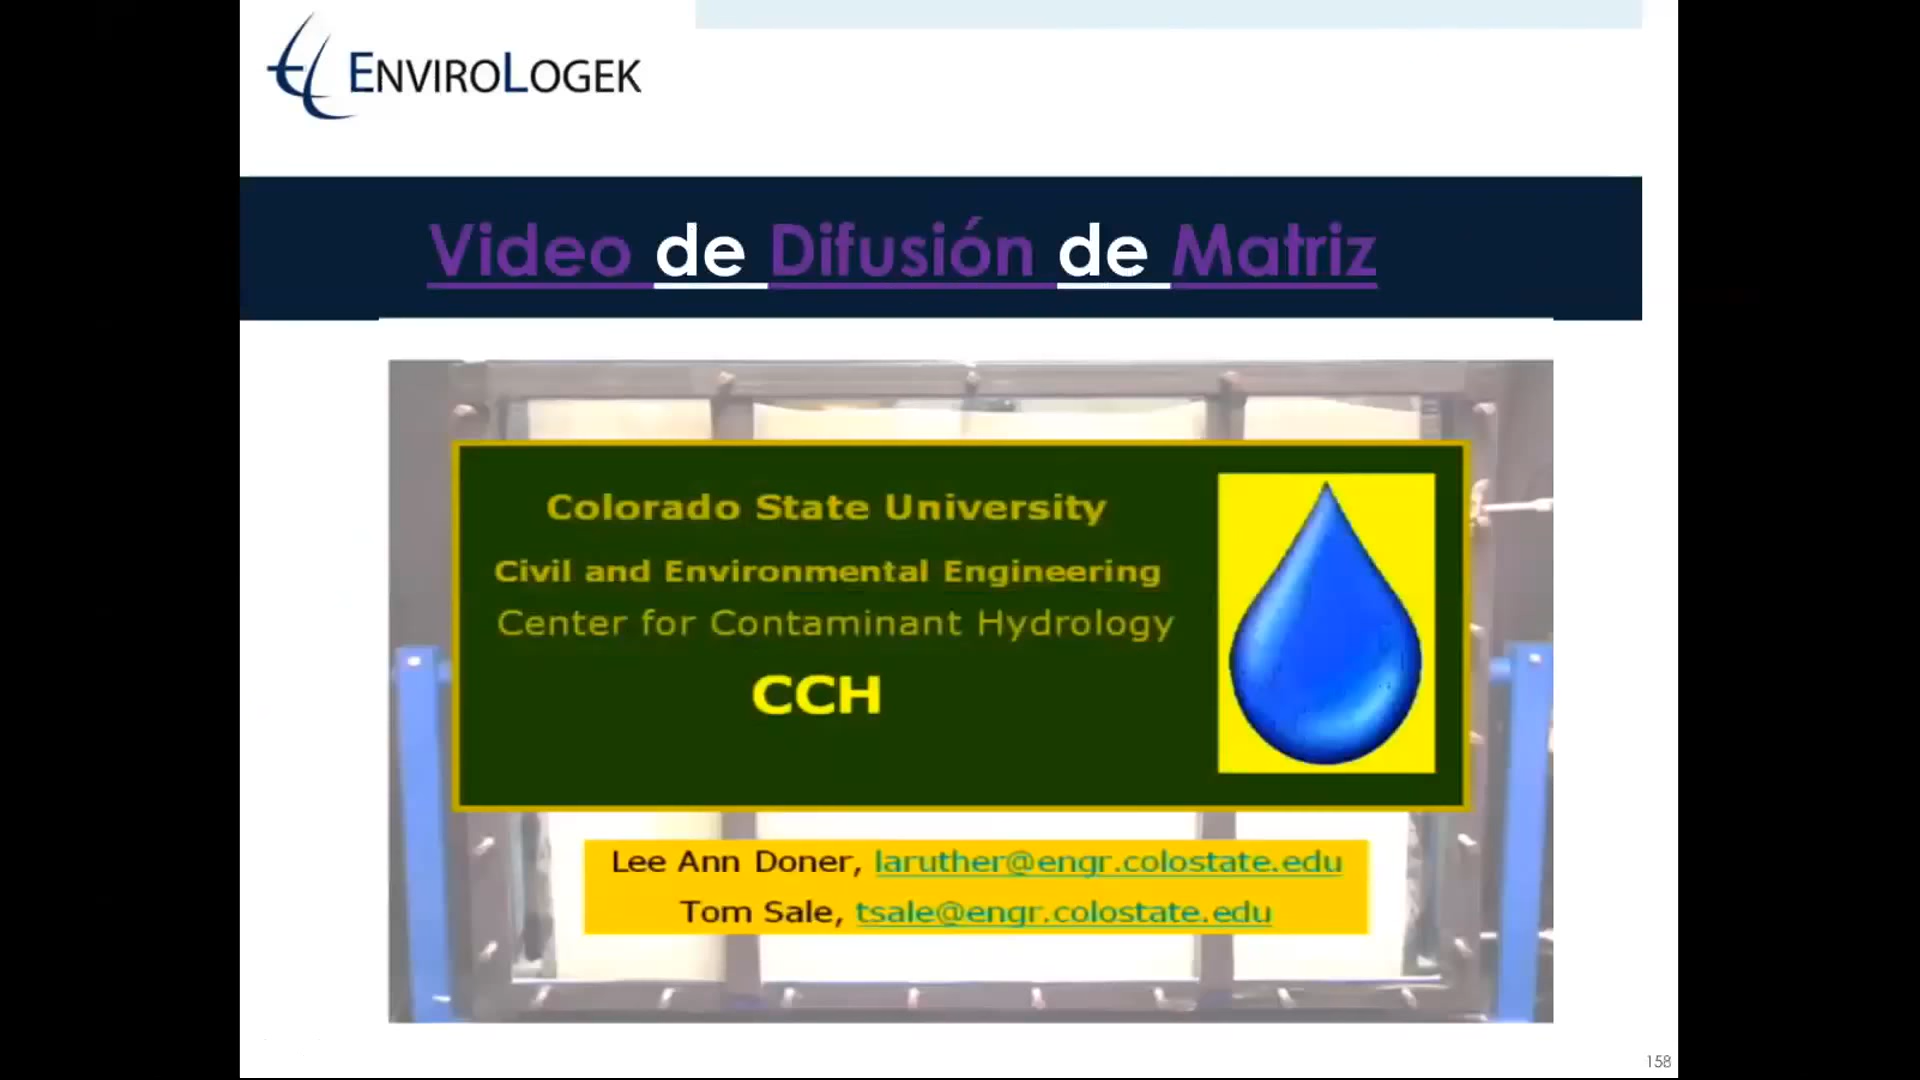 ENVIROLOGEK
Video de Difusión de Matriz
Colorado State University
Civil and Environmental Engineering
Center for Contaminant Hydrology
CCH
Lee Ann Doner, laruther@engr.colostate.edu
Tom Sale, tsale@engr.colostate.edu
158